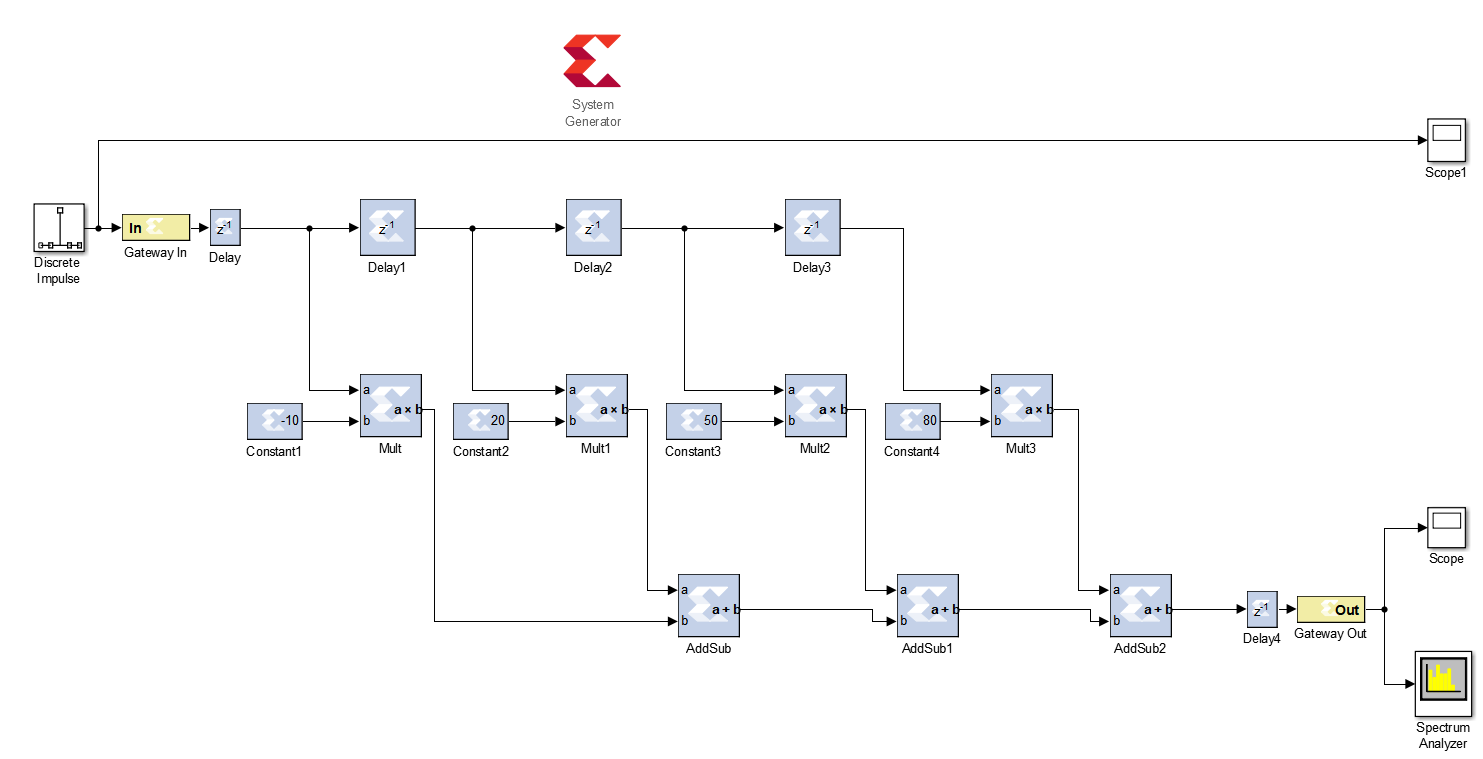 System
Generator
Scope1
Discrete
Impulse
In
Gateway In
z-1
Delay
z-1
Delay1
z-1
Delay2
z-1
Delay3
-10
Constant1
a
b
a × b
Mult
20
Constant2
a
b
a × b
Mult1
50
Constant3
a
b
a × b
Mult2
80
Constant4
a
b
a × b
Mult3
Scope
a
b
a + b
AddSub
a
b
a + b
AddSub1
a
b
a + b
AddSub2
z-1
Delay4
Out
Gateway Out
Spectrum
Analyzer